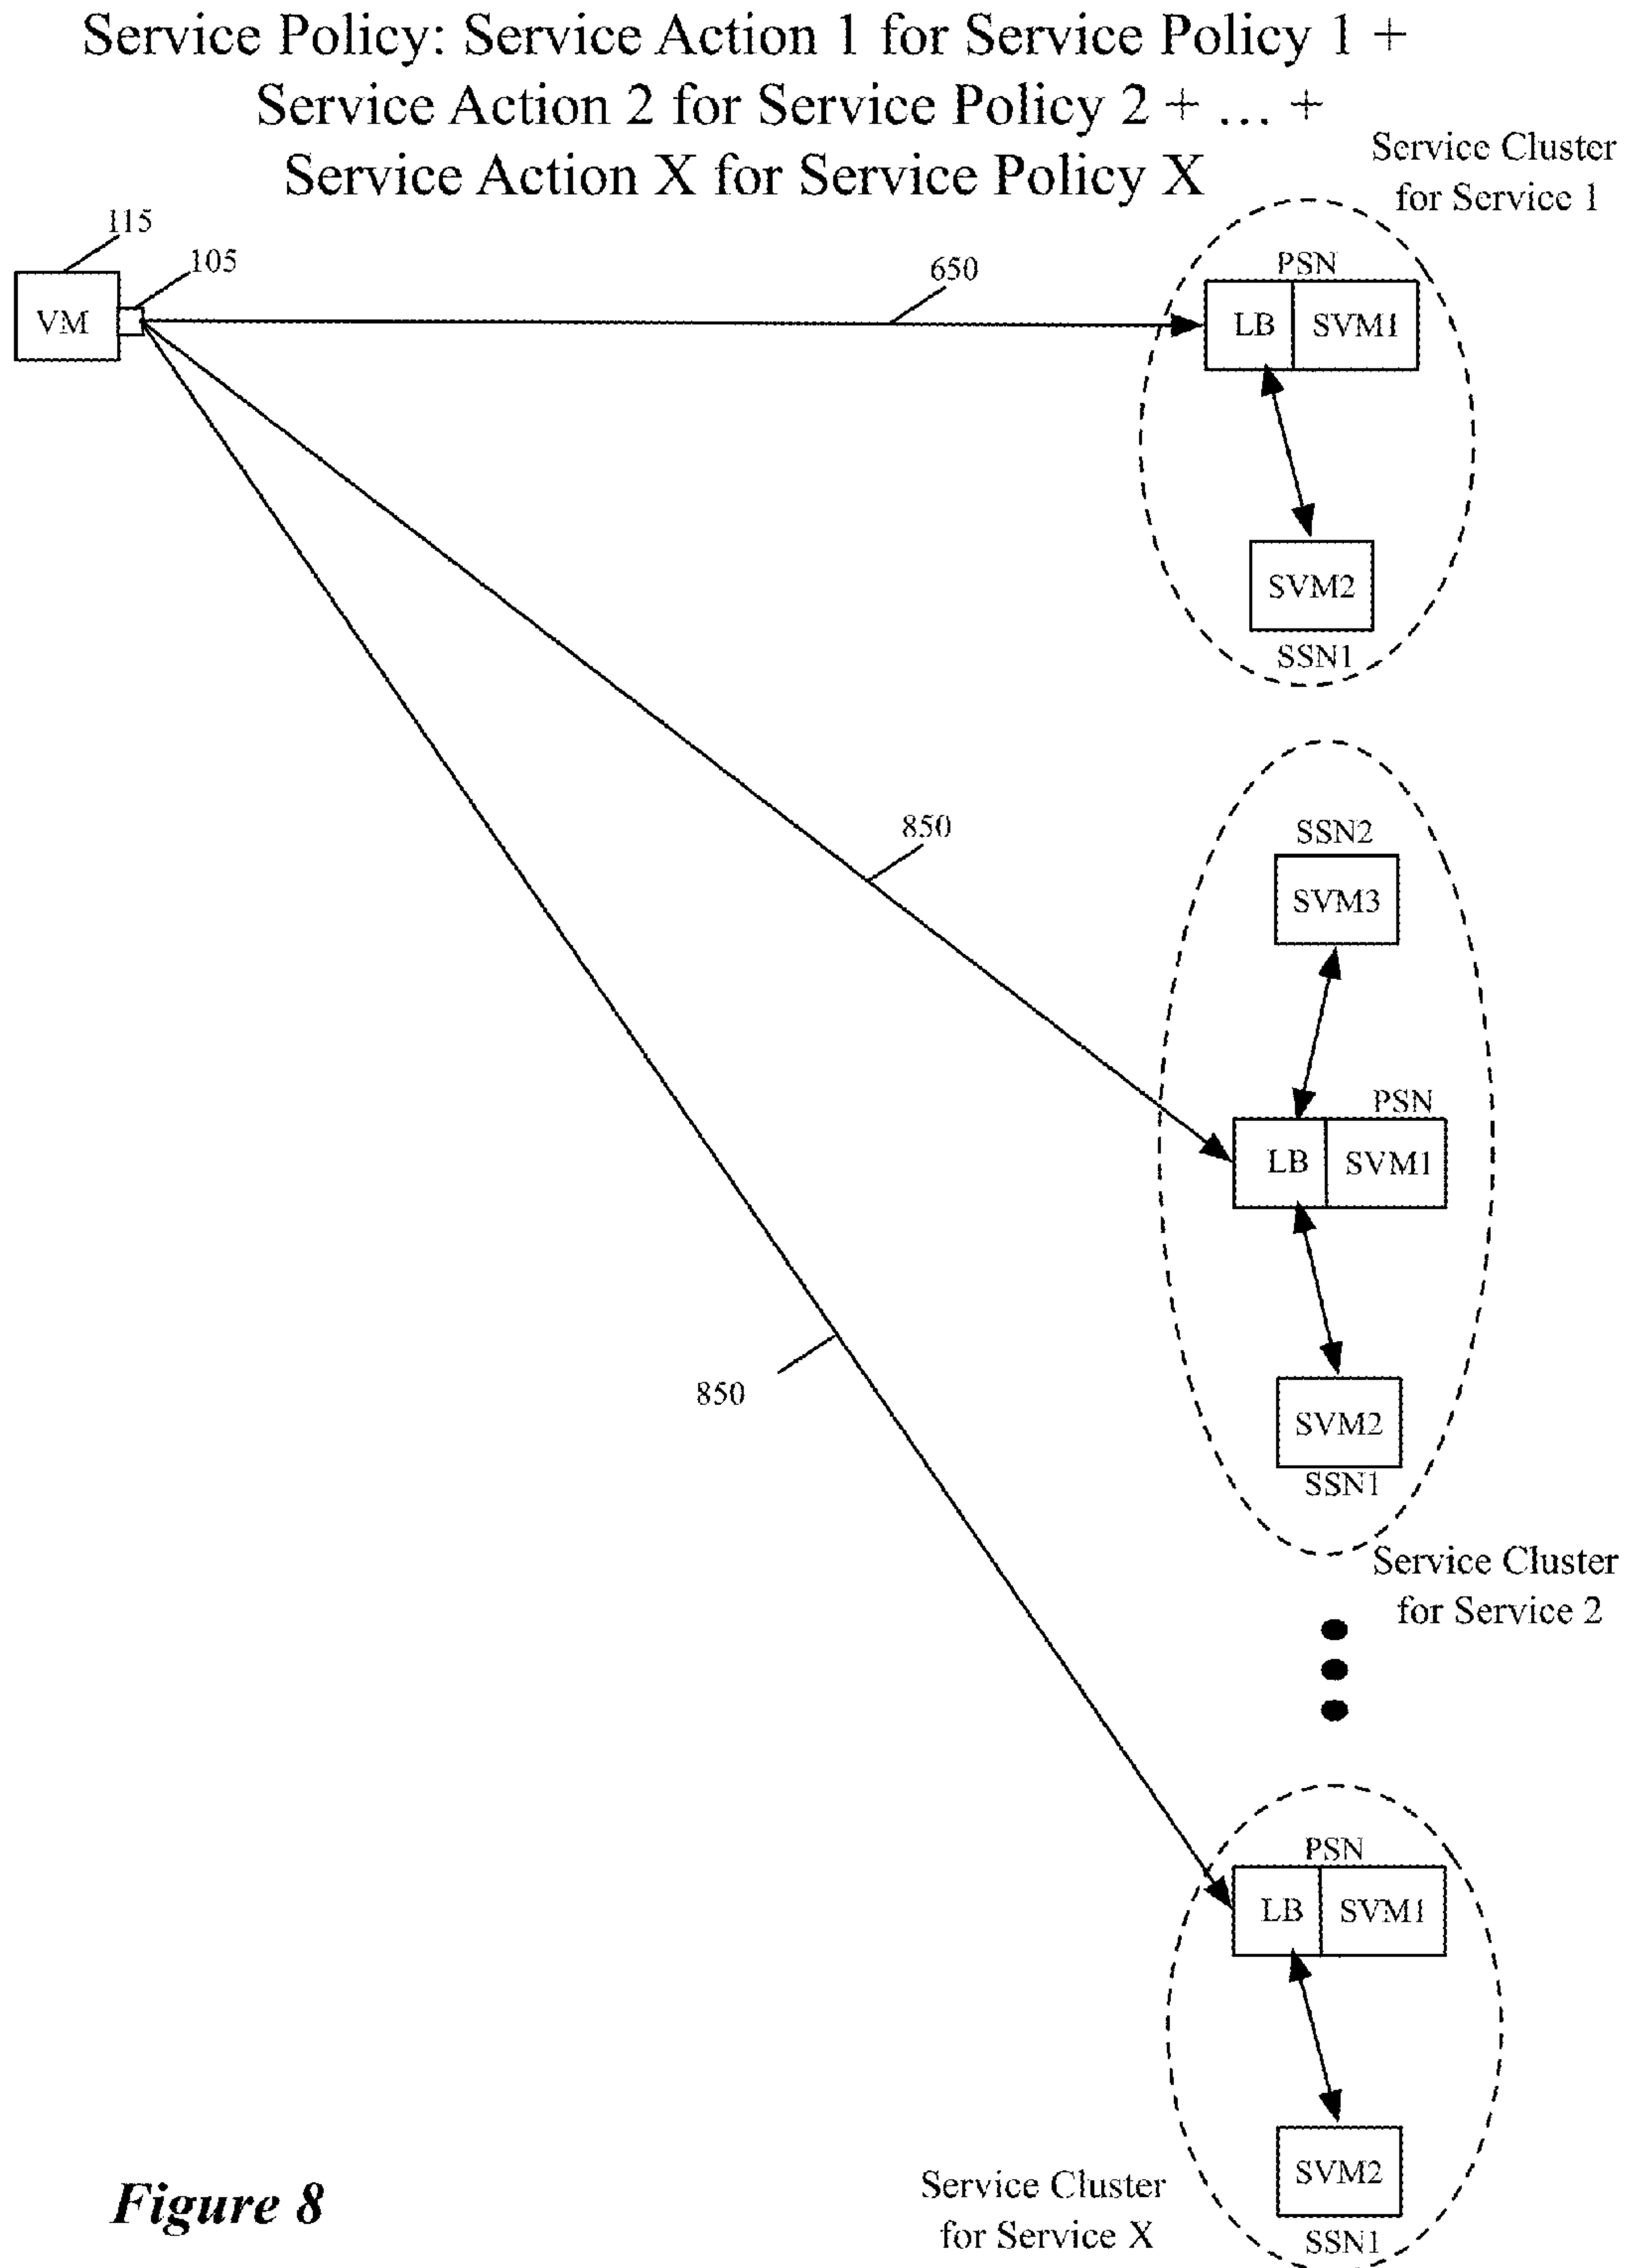 Service Policy: Service Action 1 for Service Policy 1 +
Service Action 2 for Service Policy 2 + ... +
Service Action X for Service Policy X
Service Cluster
for Service 1
115
105
VM
650
PSN
LB
SVM1
SVM2
SSN1
850
SSN2
SVM3
PSN
LB
SVM1
850
SVM2
SSN1
Service Cluster
for Service 2
PSN
LB
SVM1
SVM2
SSN1
Service Cluster
for Service X
Figure 8